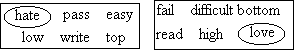 hate pass easy
low write top
fail difficult bottom
read high love